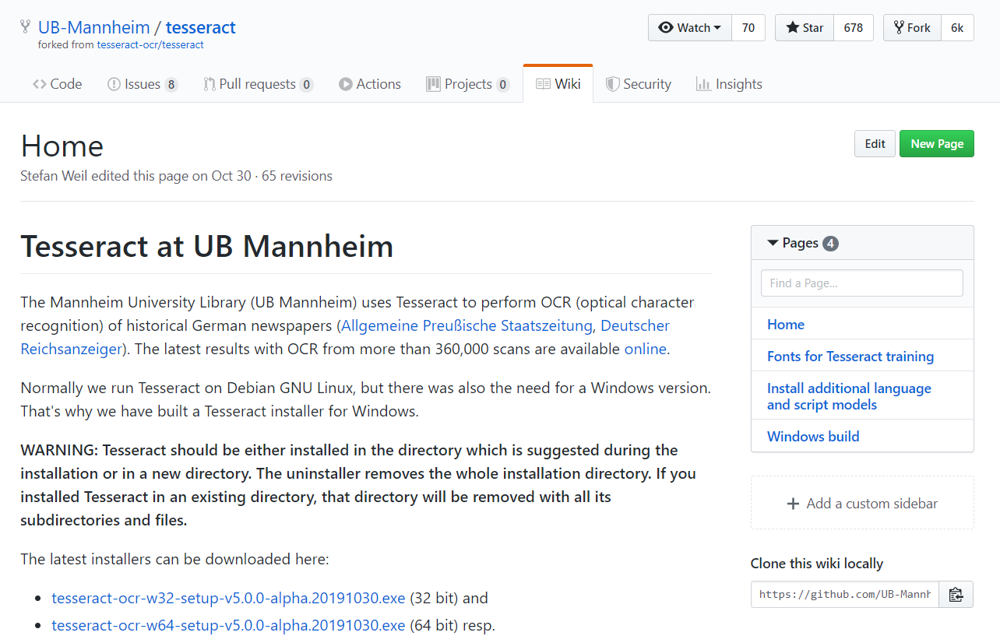 UB-Mannheim / tesseract
forked from tesseract-ocr/tesseract
Watch 70 Star 678 Fork 6k
Code Issues 8 Pull requests 0 Actions Projects 0 Wiki Security Insights
Home
Edit New Page
Stefan Weil edited this page on Oct 30 · 65 revisions
Tesseract at UB Mannheim
The Mannheim University Library (UB Mannheim) uses Tesseract to perform OCR (optical character
recognition) of historical German newspapers (Allgemeine Preußische Staatszeitung, Deutscher
Reichsanzeiger). The latest results with OCR from more than 360,000 scans are available online.
Normally we run Tesseract on Debian GNU Linux, but there was also the need for a Windows version.
That's why we have built a Tesseract installer for Windows.
WARNING: Tesseract should be either installed in the directory which is suggested during the
installation or in a new directory. The uninstaller removes the whole installation directory. If you
installed Tesseract in an existing directory, that directory will be removed with all its
subdirectories and files.
The latest installers can be downloaded here:
tesseract-ocr-w32-setup-v5.0.0-alpha.20191030.exe (32 bit) and
tesseract-ocr-w64-setup-v5.0.0-alpha.20191030.exe (64 bit) resp.
Pages 4
Find a Page...
Home
Fonts for Tesseract training
Install additional language
and script models
Windows build
Add a custom sidebar
Clone this wiki locally
https://github.com/UB-Mannh